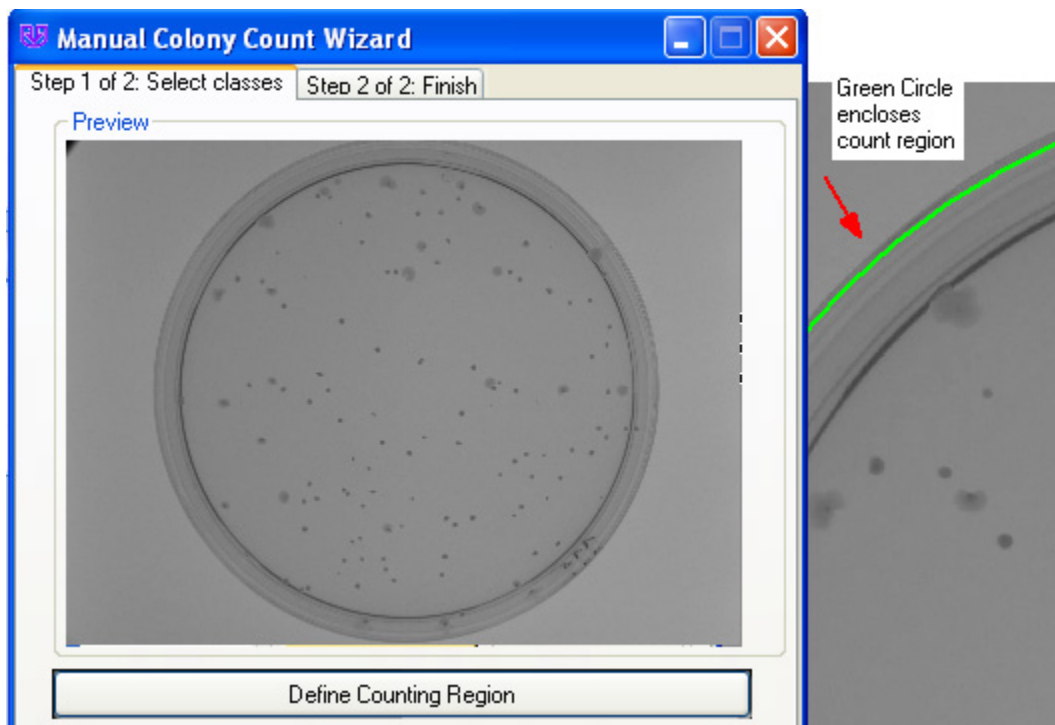 Manual Colony Count Wizard
Step 1 of 2: Select classes
Step 2 of 2: Finish
Preview
Green Circle
encloses
count region
Define Counting Region